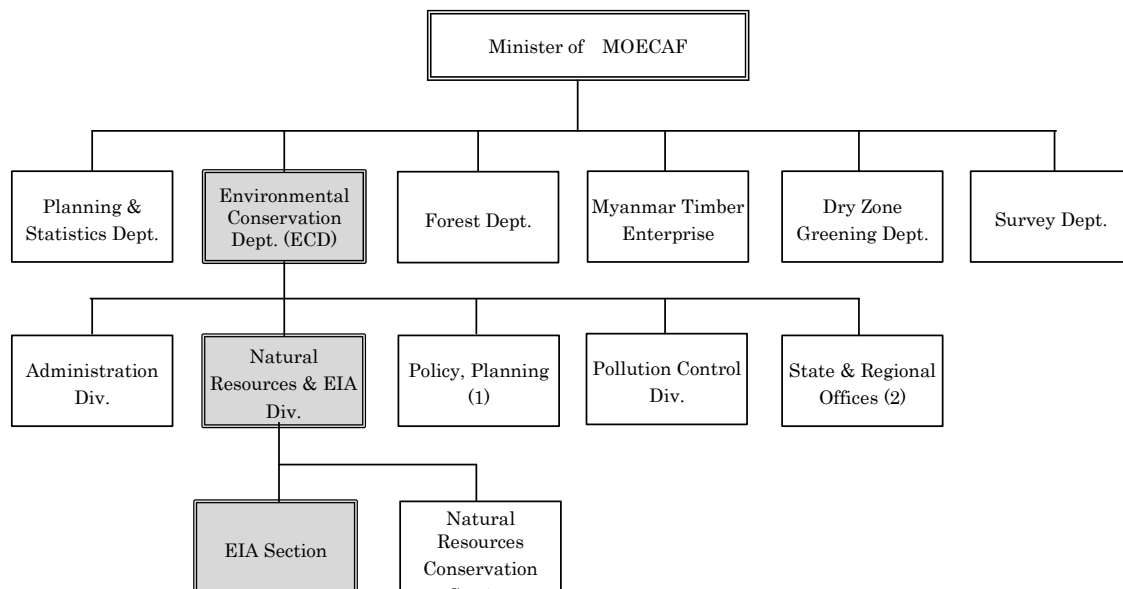 Minister of MOECAF
Planning &
Statistics Dept.
Environmental
Conservation
Dept. (ECD)
Forest Dept.
Myanmar Timber
Enterprise
Dry Zone
Greening Dept.
Survey Dept.
Administration
Div.
Natural
Resources & EIA
Div.
Policy, Planning
(1)
Pollution Control
Div.
State & Regional
Offices (2)
EIA Section
Natural
Resources
Conservation